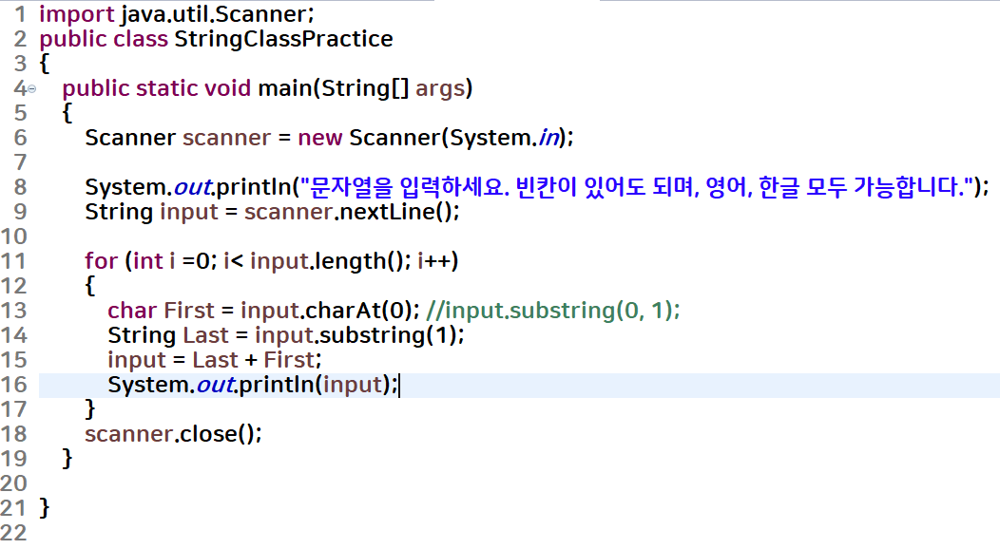 1 import java.util.Scanner;
2 public class StringClassPractice
3 {
4 public static void main(String[] args)
5 {
6 Scanner scanner = new Scanner(System.in);
7
8 System.out.println("문자열을 입력하세요. 빈칸이 있어도 되며, 영어, 한글 모두 가능합니다.");
9 String input = scanner.nextLine();
10
11 for (int i =0; i< input.length(); i++)
12 {
13 char First = input.charAt(0); //input.substring(0, 1);
14 String Last = input.substring(1);
15 input = Last + First;
16 System.out.println(input);
17 }
18 scanner.close();
19 }
20
21 }
22